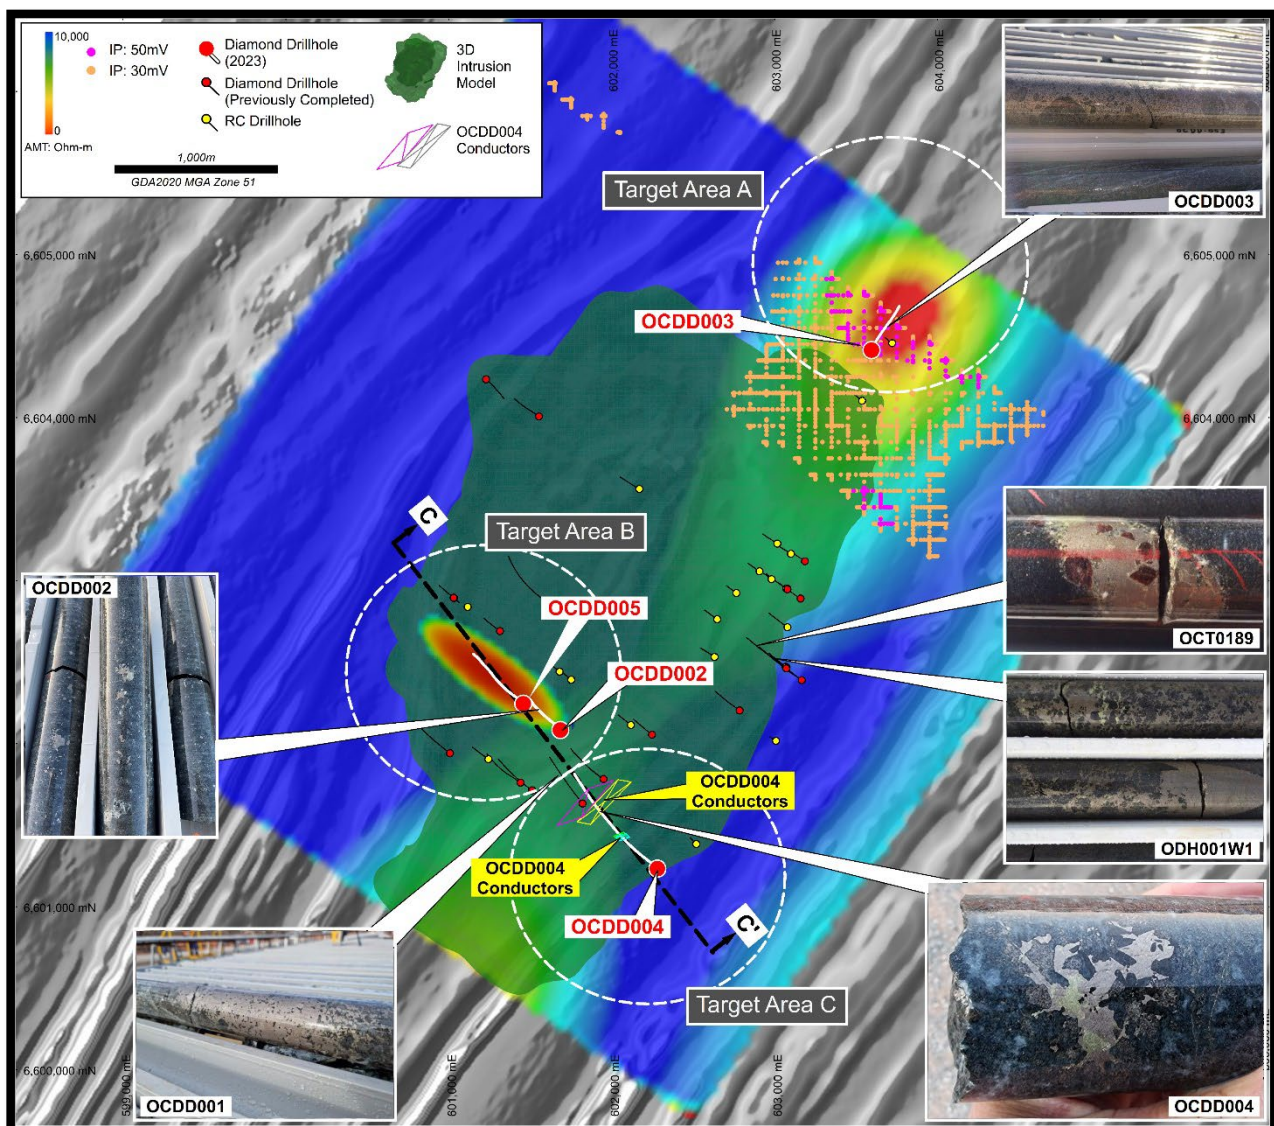 10,000
0
AMT: Ohm-m
IP: 50mV
IP: 30mV
Diamond Drillhole
(2023)
Diamond Drillhole
(Previously Completed)
RC Drillhole
3D
Intrusion
Model
OCDD004
Conductors
1,000m
GDA2020 MGA Zone 51
602,000 mE
603,000 mE
604,000 mE
OCDD003
Target Area A
6,605,000 mN
6,605,000 mN
OCDD003
6,604,000 mN
6,604,000 mN
C
Target Area B
OCDD002
OCDD005
OCT0189
OCDD002
OCDD004
Conductors
ODH001W1
OCDD004
Conductors
6,601,000 mN
OCDD004
C'
Target Area C
6,600,000 mN
599,000 mE
601,000 mE
602,000 mE
603,000 mE
OCDD001
OCDD004